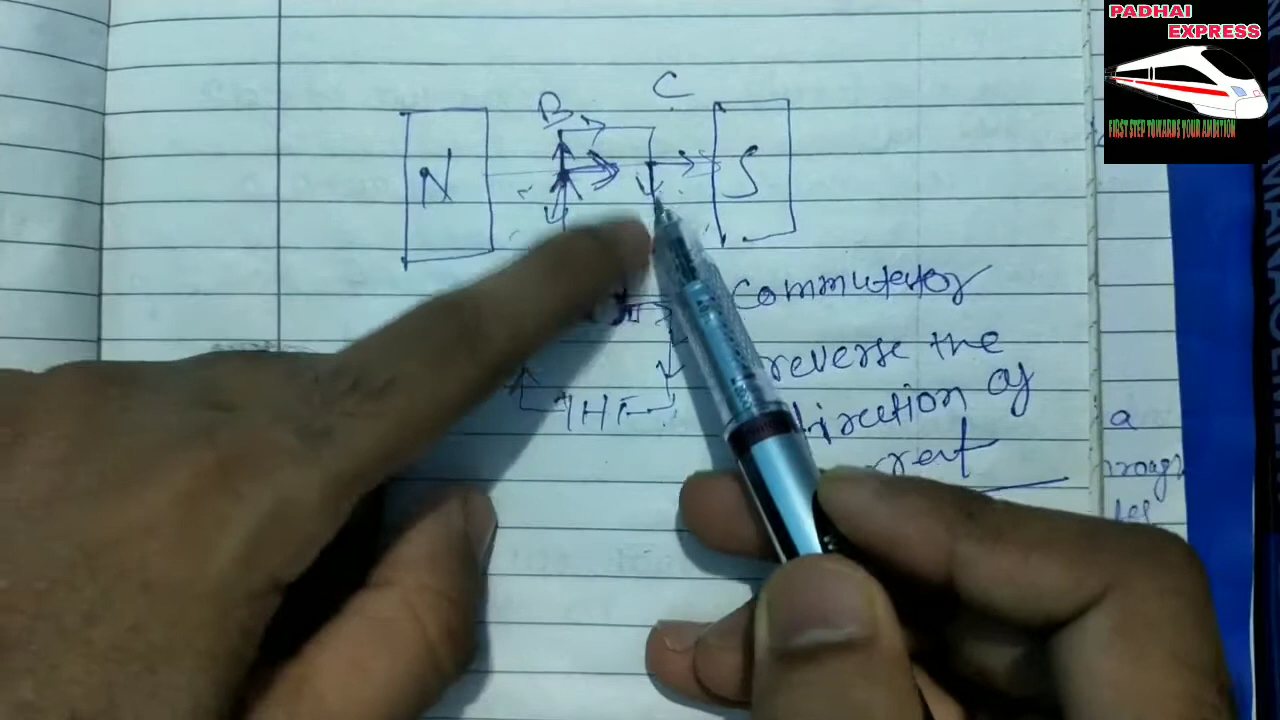 PADHAI
EXPRESS
FIRST STEP TOWARDS YOUR AMBITION
B
C
N
S
commutator
reverse the
direction of
a